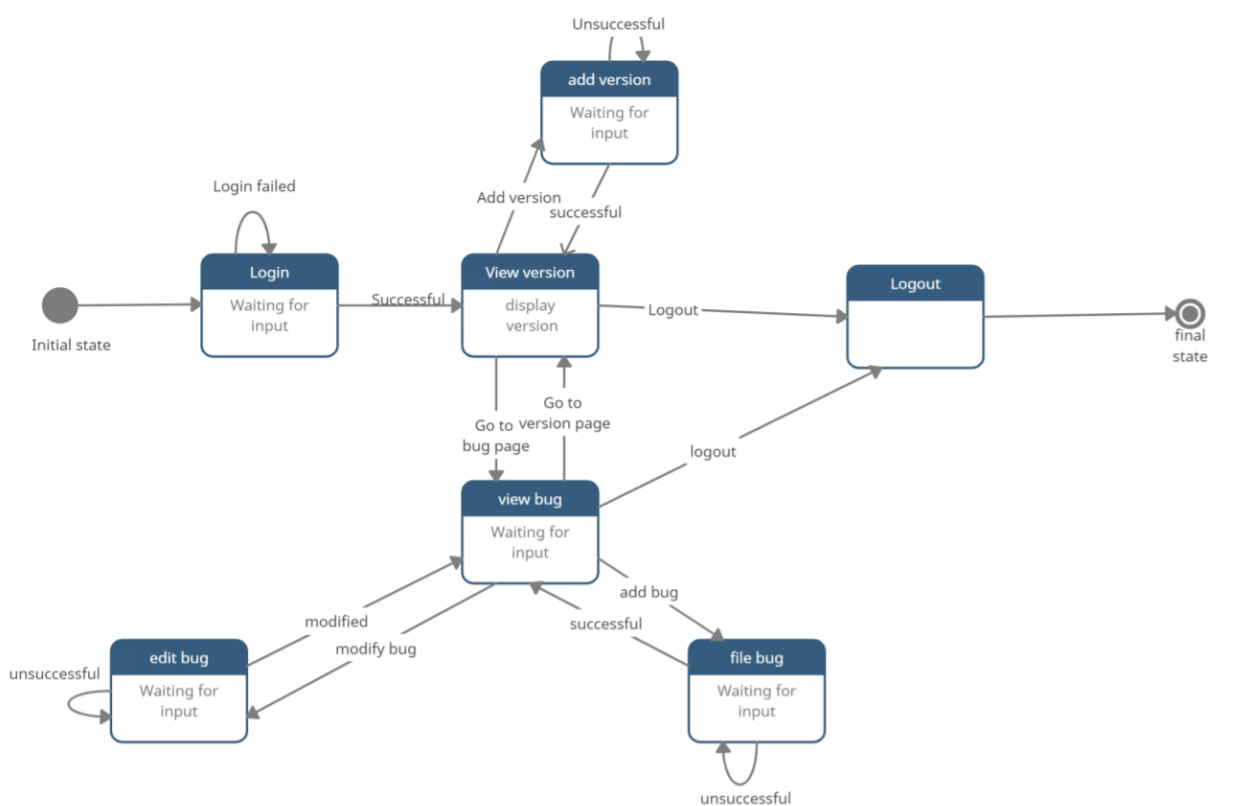 Unsuccessful
add version
Waiting for
input
Add version
successful
Login failed
Login
Waiting for
input
Initial state
Successful
View version
display
version
Logout
Logout
final
state
Go to
bug page
Go to
version page
view bug
Waiting for
input
logout
add bug
successful
modified
modify bug
edit bug
Waiting for
input
unsuccessful
file bug
Waiting for
input
unsuccessful